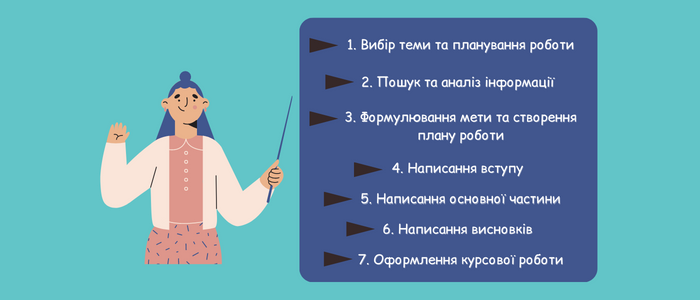 1. Вибір теми та планування роботи
2. Пошук та аналіз інформації
3. Формулювання мети та створення
плану роботи
4. Написання вступу
5. Написання основної частини
6. Написання висновків
7. Оформлення курсової роботи